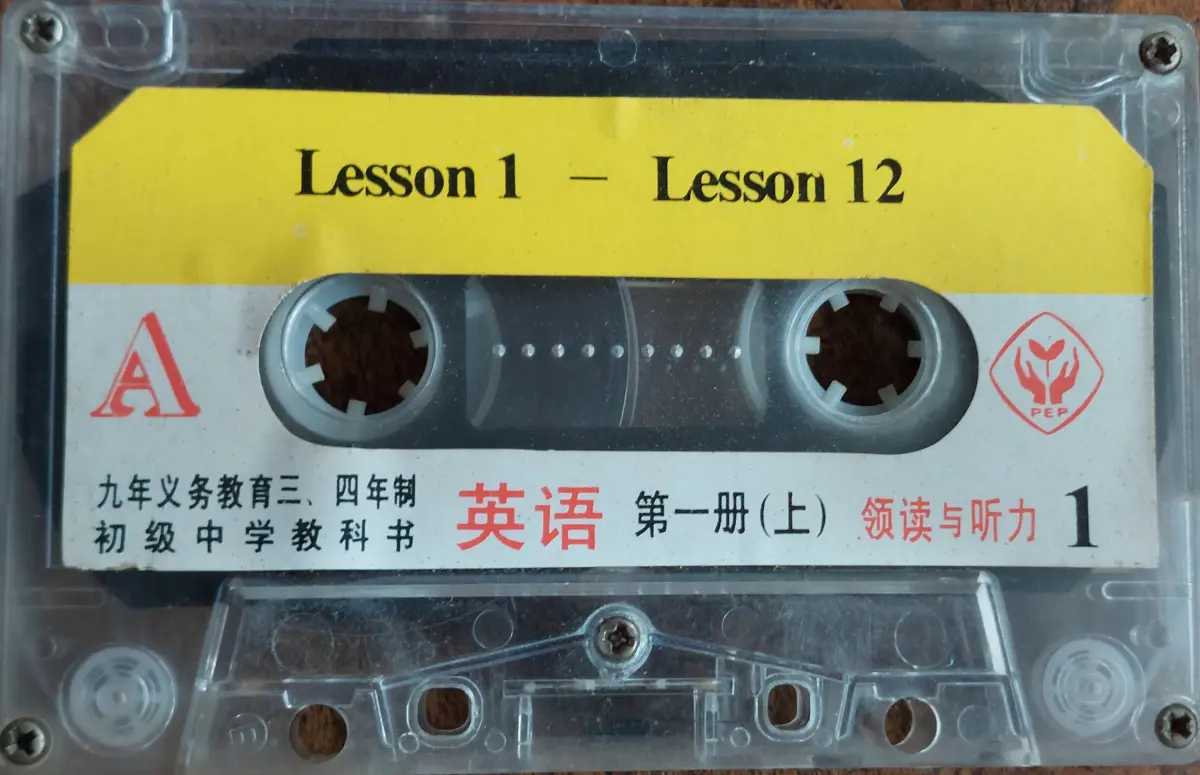 Lesson 1 – Lesson 12
A
PEP
九年义务教育三、四年制
初级中学教科书
英语 第一册(上) 领读与听力 1